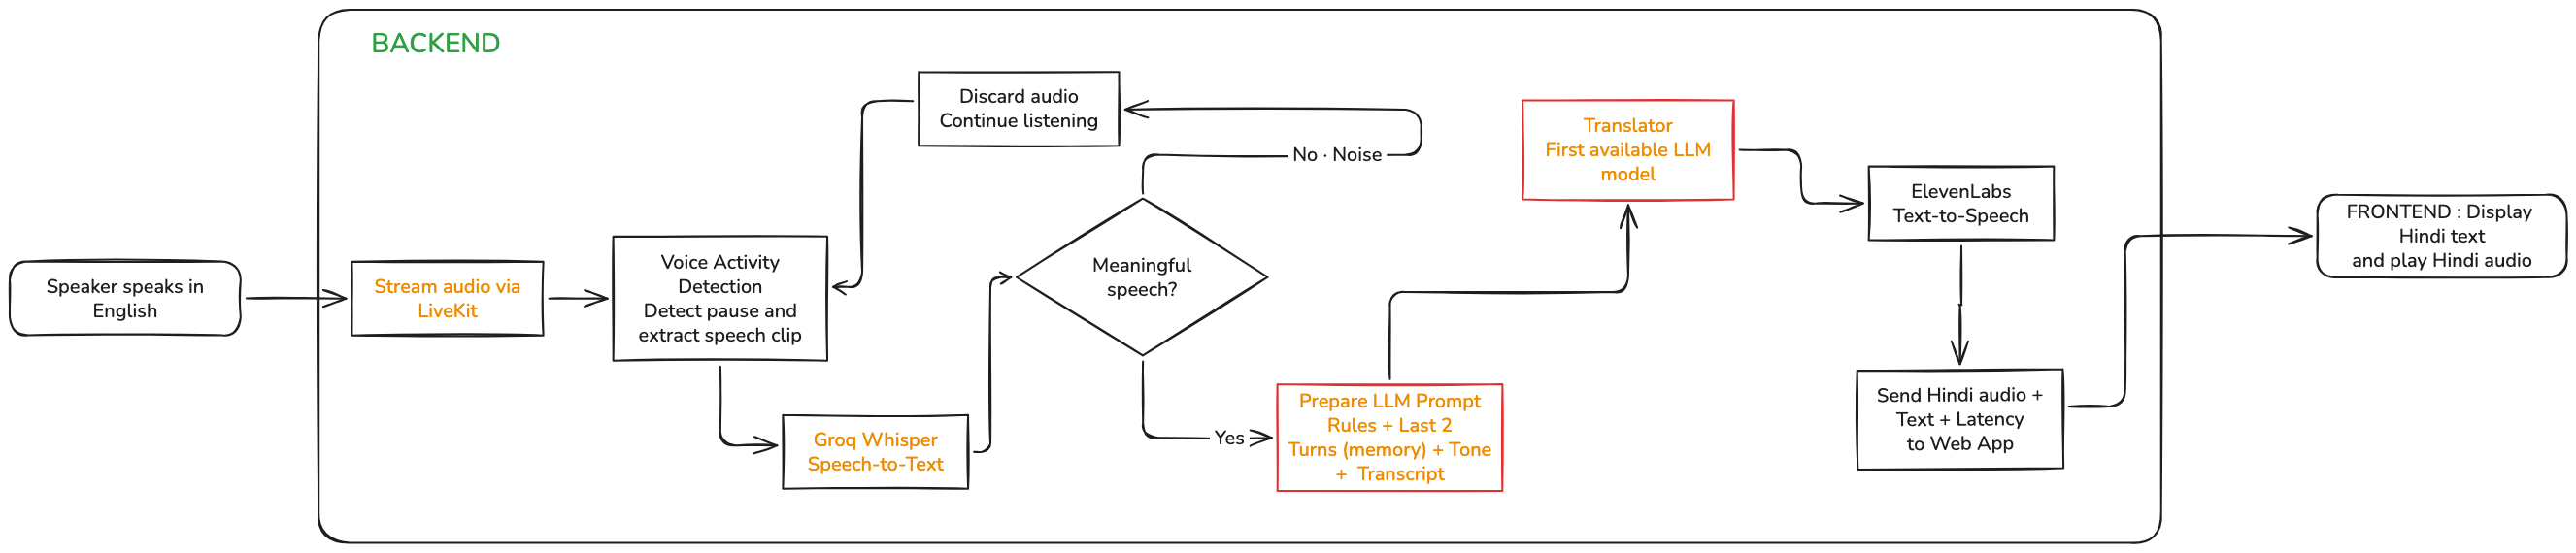 BACKEND
Speaker speaks in
English
Stream audio via
LiveKit
Voice Activity
Detection
Detect pause and
extract speech clip
Discard audio
Continue listening
Groq Whisper
Speech-to-Text
Meaningful
speech?
No · Noise
Yes
Prepare LLM Prompt
Rules + Last 2
Turns (memory) + Tone
+ Transcript
Translator
First available LLM
model
ElevenLabs
Text-to-Speech
Send Hindi audio +
Text + Latency
to Web App
FRONTEND : Display
Hindi text
and play Hindi audio